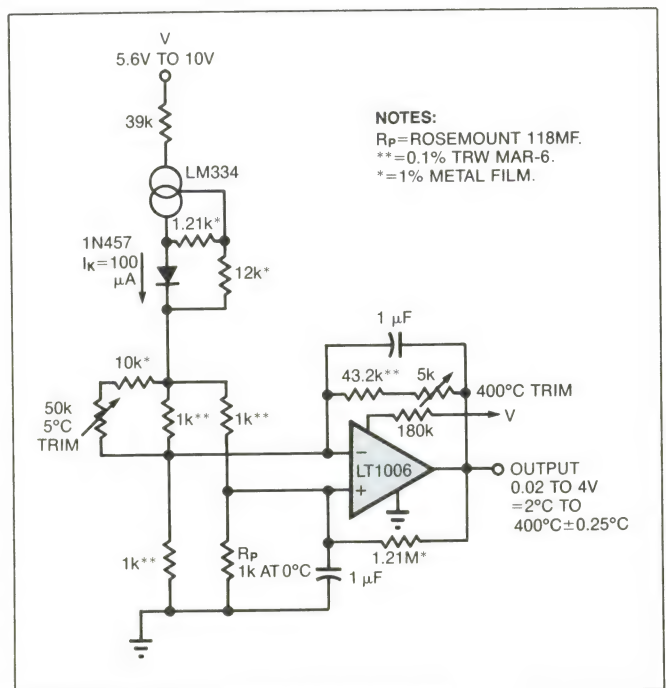 V
5.6V TO 10V
39k
NOTES:
RP=ROSEMOUNT 118MF.
**=0.1% TRW MAR-6.
*=1% METAL FILM.
LM334
1.21k*
1N457
IK=100
μA
12k*
1 μF
10k*
43.2k**
5k
400°C TRIM
50k
5°C
TRIM
1k**
1k**
180k
V
−
LT1006
+
OUTPUT
0.02 TO 4V
=2°C TO
400°C±0.25°C
1k**
RP
1k AT 0°C
1 μF
1.21M*